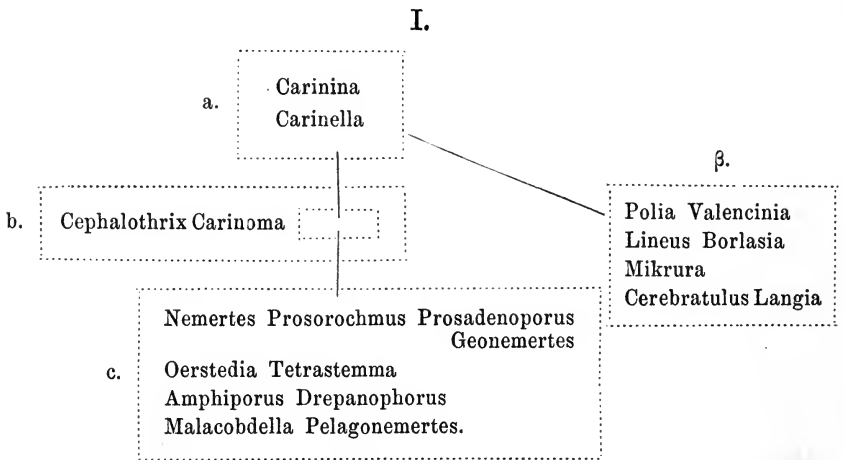 I.
a.
Carinina
Carinella
b.
Cephalothrix Carinoma
β.
Polia Valencinia
Lineus Borlasia
Mikrura
Cerebratulus Langia
c.
Nemertes Prosorochmus Prosadenoporus
Geonemertes
Oerstedia Tetrastemma
Amphiporus Drepanophorus
Malacobdella Pelagonemertes.